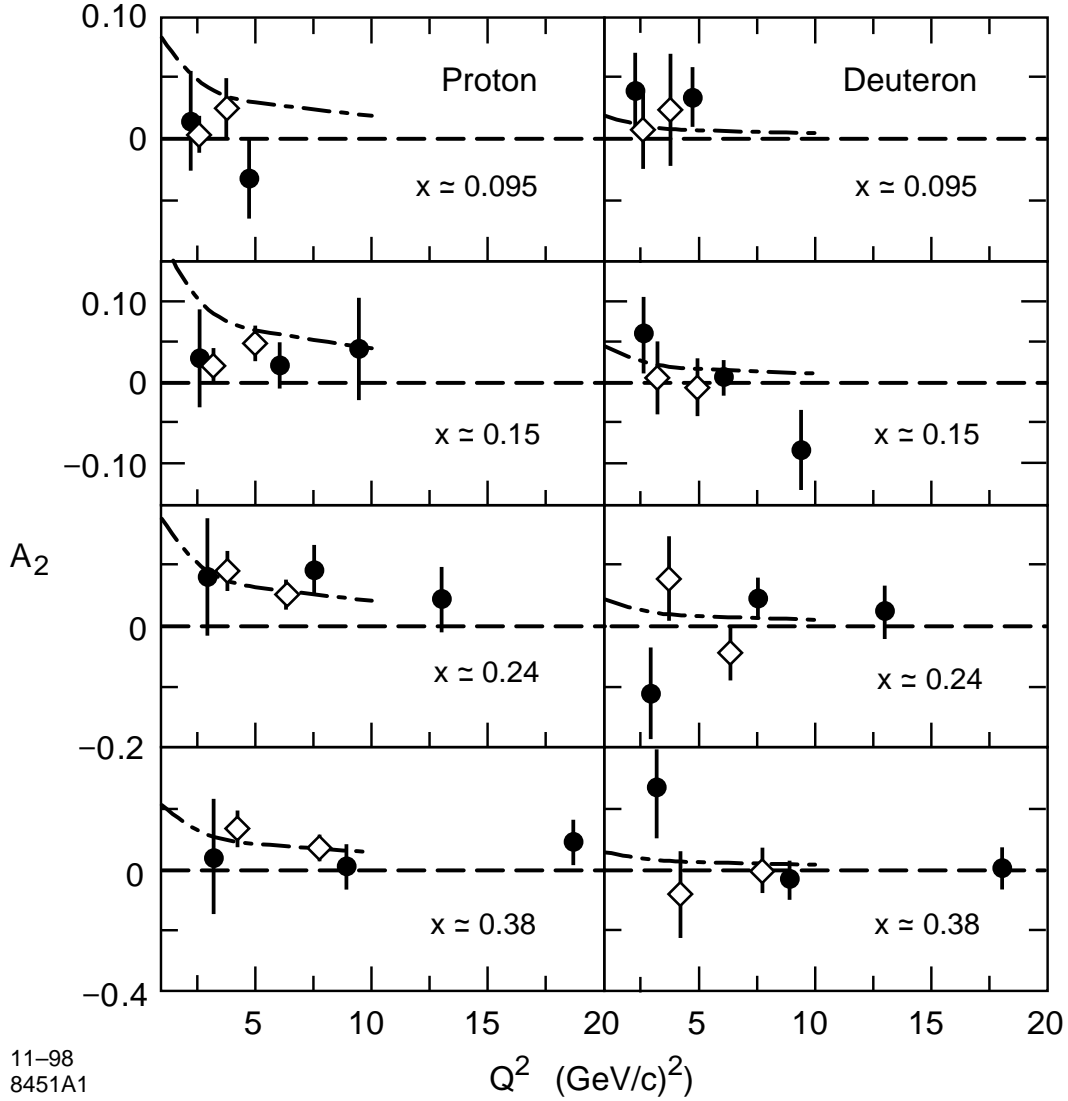 0.10
Proton
Deuteron
0
x ≃ 0.095
x ≃ 0.095
0.10
0
x ≃ 0.15
x ≃ 0.15
−0.10
A2
0
x ≃ 0.24
x ≃ 0.24
−0.2
0
x ≃ 0.38
x ≃ 0.38
−0.4
5 10 15 20 5 10 15 20
Q² (GeV/c)²)
11–98
8451A1